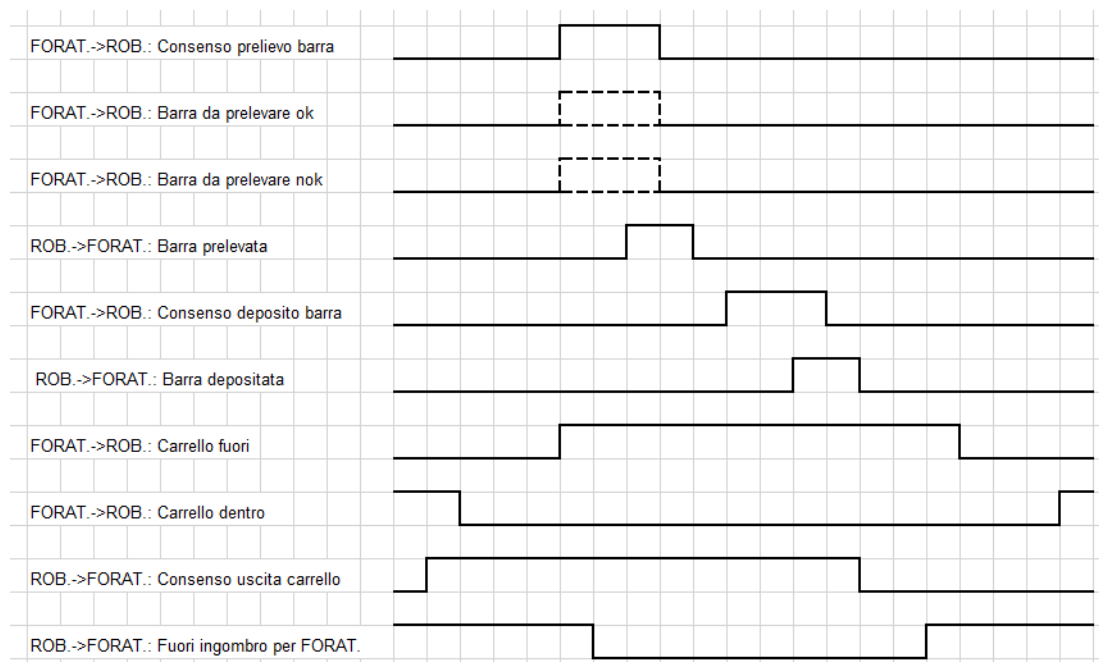 FORAT.->ROB.: Consenso prelievo barra
FORAT.->ROB.: Barra da prelevare ok
FORAT.->ROB.: Barra da prelevare nok
ROB.->FORAT.: Barra prelevata
FORAT.->ROB.: Consenso deposito barra
ROB.->FORAT.: Barra depositata
FORAT.->ROB.: Carrello fuori
FORAT.->ROB.: Carrello dentro
ROB.->FORAT.: Consenso uscita carrello
ROB.->FORAT.: Fuori ingombro per FORAT.